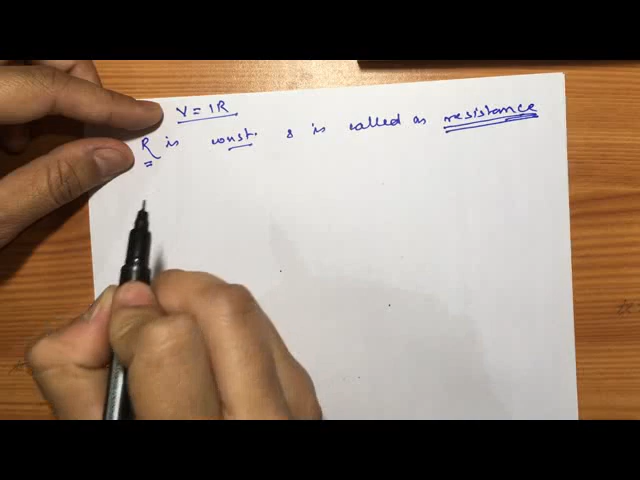 V = IR
R is const. & is called as resistance